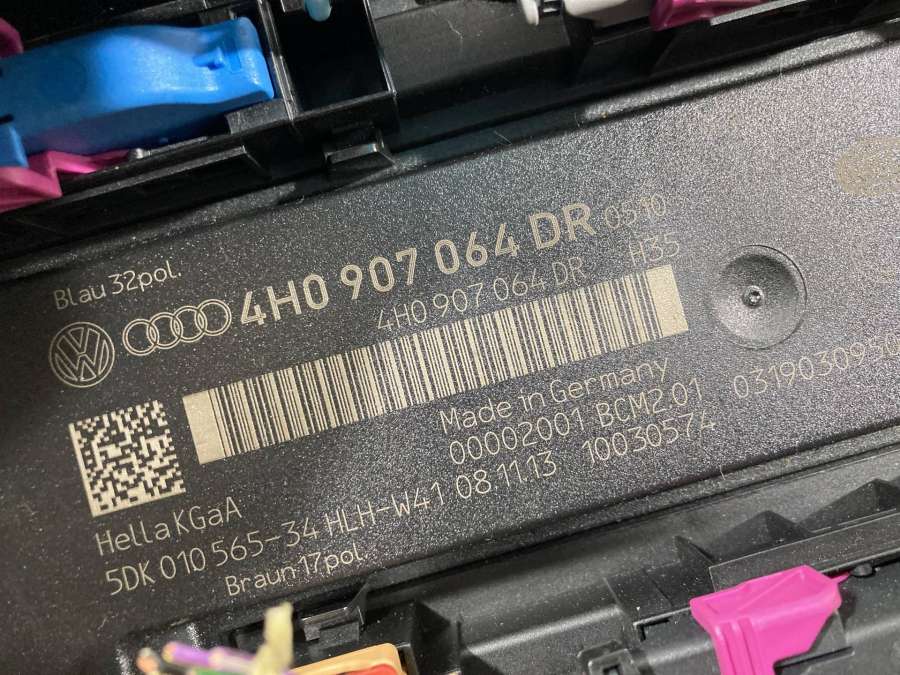 Blau 32pol.
4H0 907 064 DR 0510
4H0 907 064 DR H35
Made in Germany
00002001 BCM2.01 0319030950
Hella KGaA
5DK 010 565-34 HLH-W41 08.11.13 10030574
Braun 17pol.